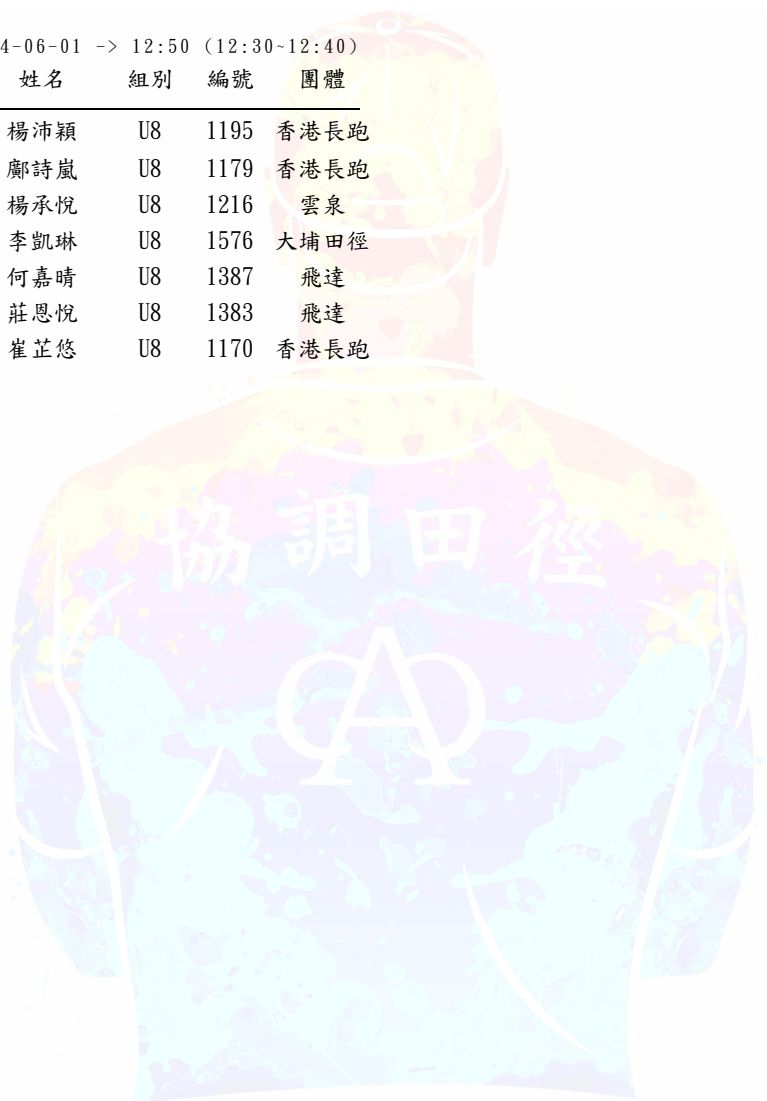 4-06-01 -> 12:50 (12:30~12:40)
姓名 組別 編號 團體
楊沛穎 U8 1195 香港長跑
鄺詩嵐 U8 1179 香港長跑
楊承悅 U8 1216 雲泉
李凱琳 U8 1576 大埔田徑
何嘉晴 U8 1387 飛達
莊恩悅 U8 1383 飛達
崔芷悠 U8 1170 香港長跑
協調田徑